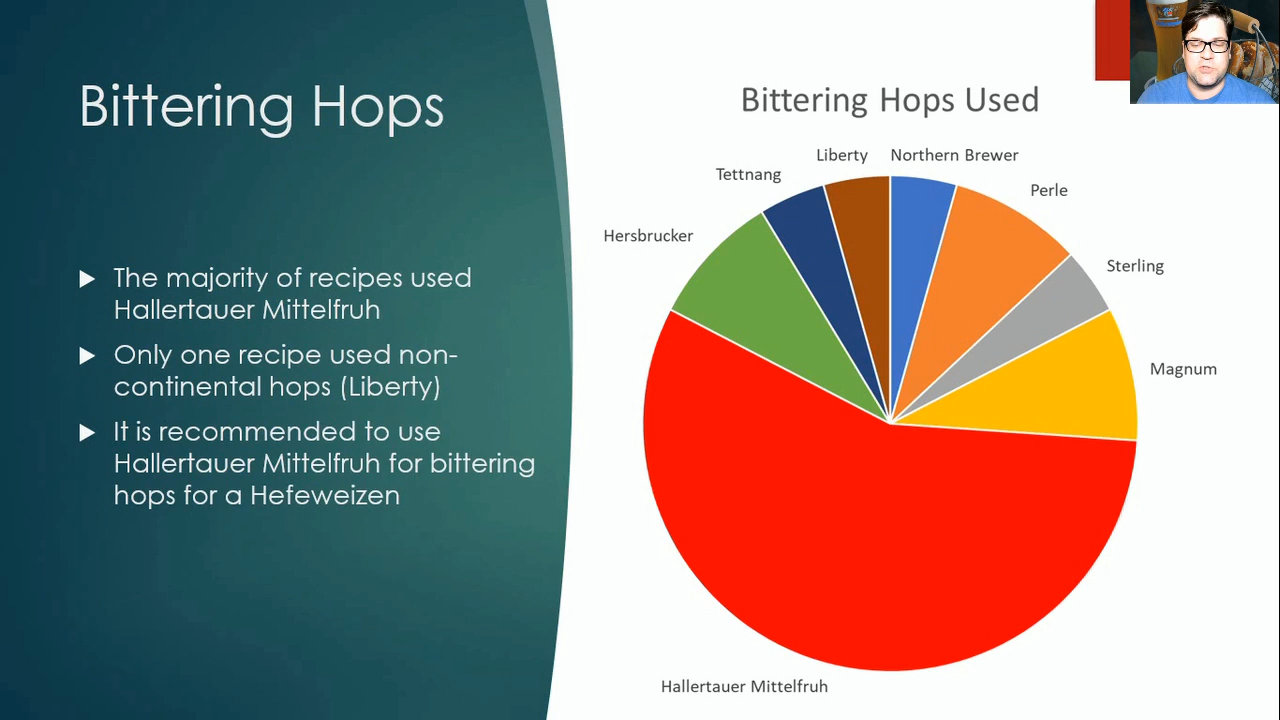 Bittering Hops
The majority of recipes used
Hallertauer Mittelfruh
Only one recipe used non-
continental hops (Liberty)
It is recommended to use
Hallertauer Mittelfruh for bittering
hops for a Hefeweizen
Bittering Hops Used
Liberty
Northern Brewer
Tettnang
Perle
Hersbrucker
Sterling
Magnum
Hallertauer Mittelfruh